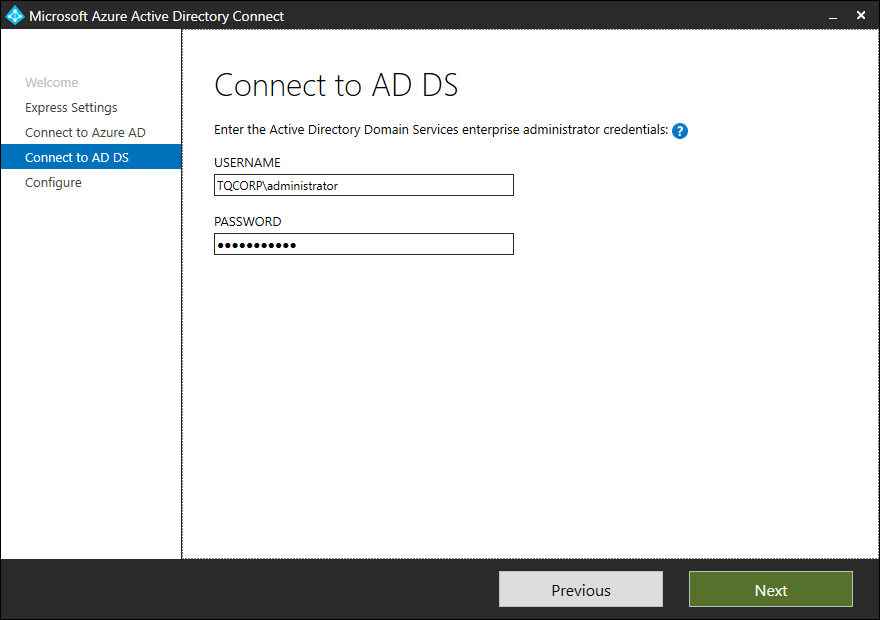 Microsoft Azure Active Directory Connect
Welcome
Express Settings
Connect to Azure AD
Connect to AD DS
Configure
Connect to AD DS
Enter the Active Directory Domain Services enterprise administrator credentials: ?
USERNAME
TQCORP\administrator
PASSWORD
●●●●●●●●●●●
Previous
Next